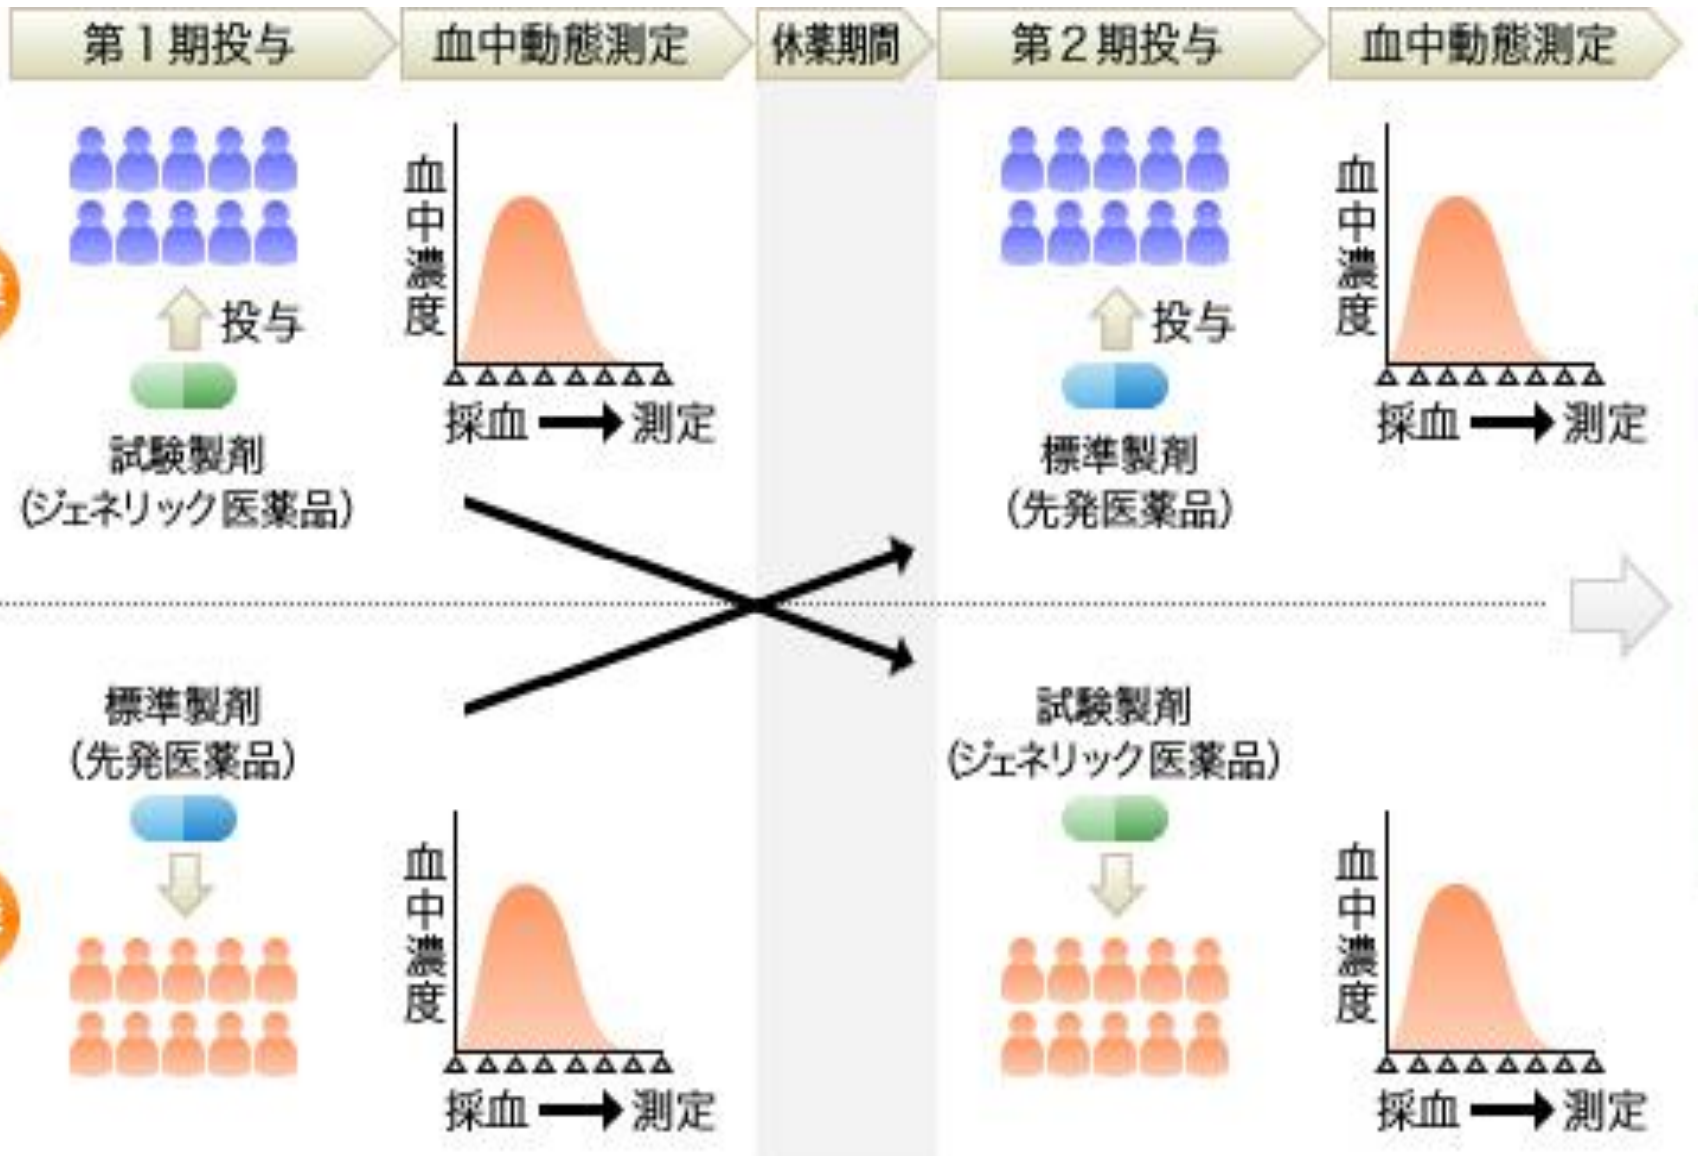 第1期投与
血中動態測定
休薬期間
第2期投与
血中動態測定
投与
試験製剤
(ジェネリック医薬品)
血中濃度
採血 → 測定
投与
標準製剤
(先発医薬品)
血中濃度
採血 → 測定
標準製剤
(先発医薬品)
血中濃度
採血 → 測定
試験製剤
(ジェネリック医薬品)
血中濃度
採血 → 測定